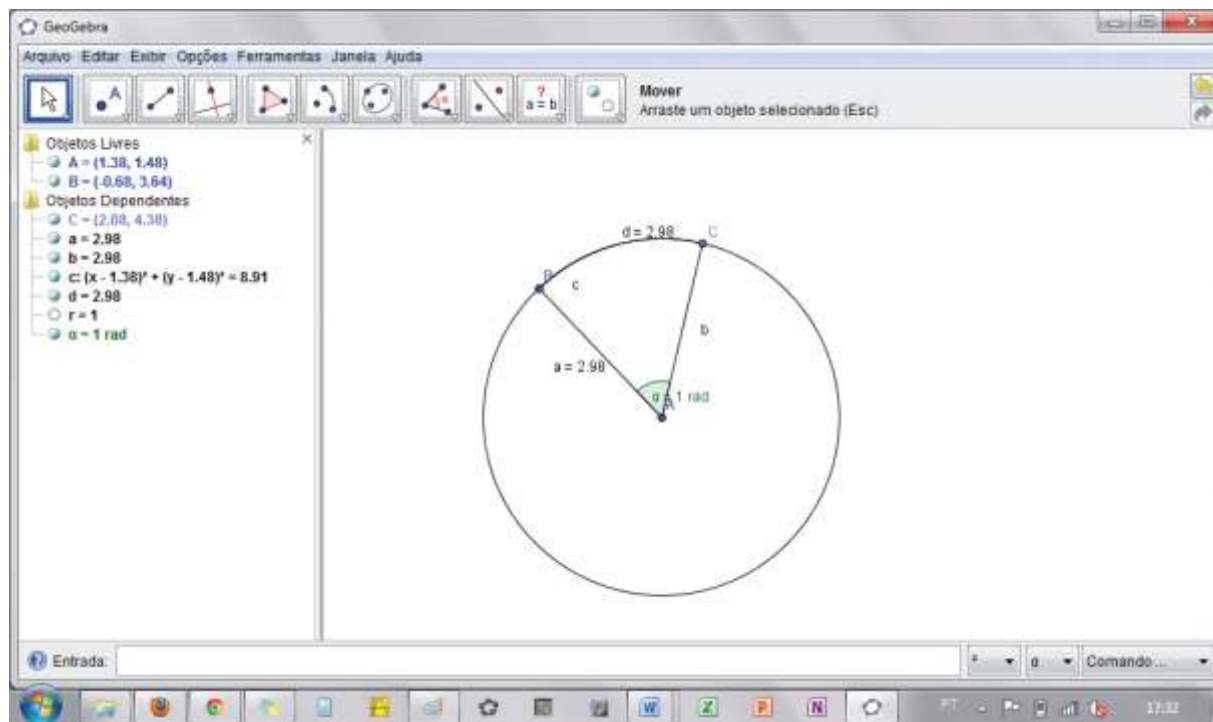 GeoGebra
Arquivo Editar Exibir Opções Ferramentas Janela Ajuda
A
α
?
a = b
Mover
Arraste um objeto selecionado (Esc)
Objetos Livres
A = (1.38, 1.48)
B = (-0.68, 3.64)
Objetos Dependentes
C = (2.08, 4.38)
a = 2.98
b = 2.98
c: (x - 1.38)² + (y - 1.48)² = 8.91
d = 2.98
r = 1
α = 1 rad
d = 2.98 C
B
c
b
a = 2.98
α = 1 rad
A
Entrada:
² α Comando ...
W X P N PT 17:32